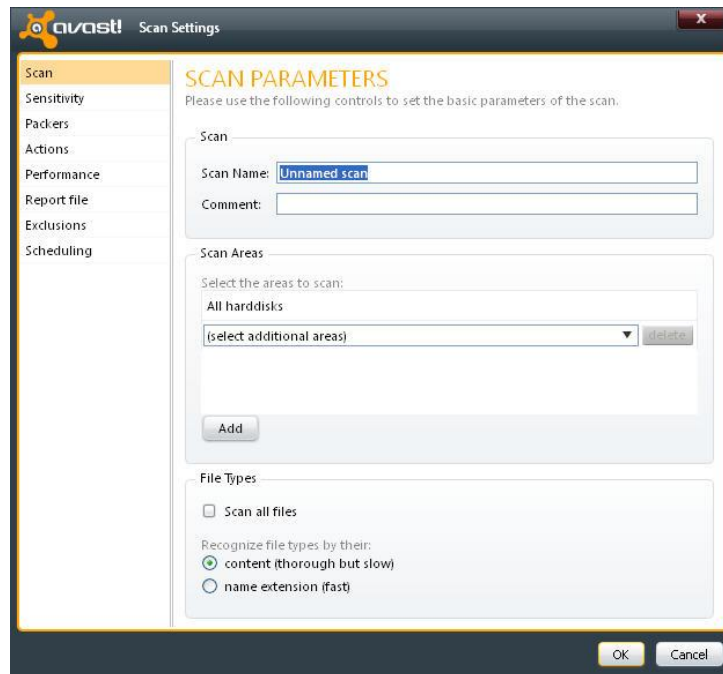 avast! Scan Settings
x
Scan
Sensitivity
Packers
Actions
Performance
Report file
Exclusions
Scheduling
SCAN PARAMETERS
Please use the following controls to set the basic parameters of the scan.
Scan
Scan Name: Unnamed scan
Comment:
Scan Areas
Select the areas to scan:
All harddisks
(select additional areas) delete
Add
File Types
Scan all files
Recognize file types by their:
content (thorough but slow)
name extension (fast)
OK Cancel